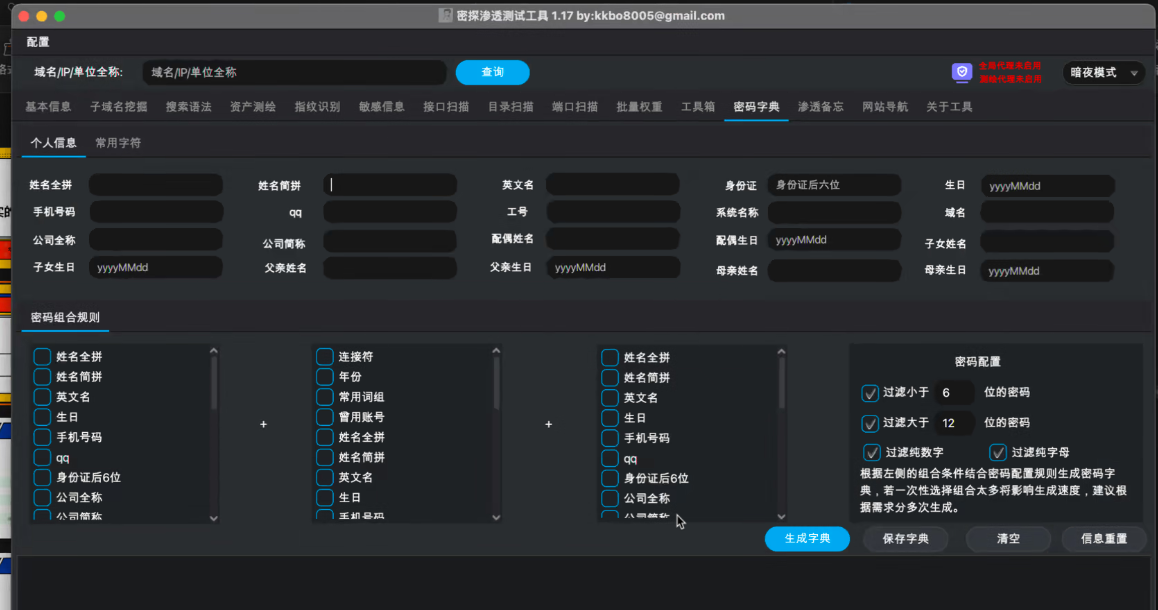 密探渗透测试工具 1.17 by:kkbo8005@gmail.com
配置
域名/IP/单位全称: 域名/IP/单位全称 查询 全局代理未启用 暗夜模式
基本信息 子域名挖掘 搜索语法 资产测绘 指纹识别 敏感信息 接口扫描 目录扫描 端口扫描 批量权重 工具箱 密码字典 渗透备忘 网站导航 关于工具
个人信息 常用字符
姓名全拼 姓名简拼 英文名 身份证 身份证后六位 生日 yyyyMMdd
手机号码 qq 工号 系统名称 域名
公司全称 公司简称 配偶姓名 配偶生日 yyyyMMdd 子女姓名
子女生日 yyyyMMdd 父亲姓名 父亲生日 yyyyMMdd 母亲姓名 母亲生日 yyyyMMdd
密码组合规则
姓名全拼
姓名简拼
英文名
生日
手机号码
qq
身份证后6位
公司全称
公司简称
+
连接符
年份
常用词组
曾用账号
姓名全拼
姓名简拼
英文名
生日
手机号码
+
姓名全拼
姓名简拼
英文名
生日
手机号码
qq
身份证后6位
公司全称
公司简称
密码配置
过滤小于 6 位的密码
过滤大于 12 位的密码
过滤纯数字 过滤纯字母
根据左侧的组合条件结合密码配置规则生成密码字
典，若一次性选择组合太多将影响生成速度，建议根
据需求分多次生成。
生成字典 保存字典 清空 信息重置